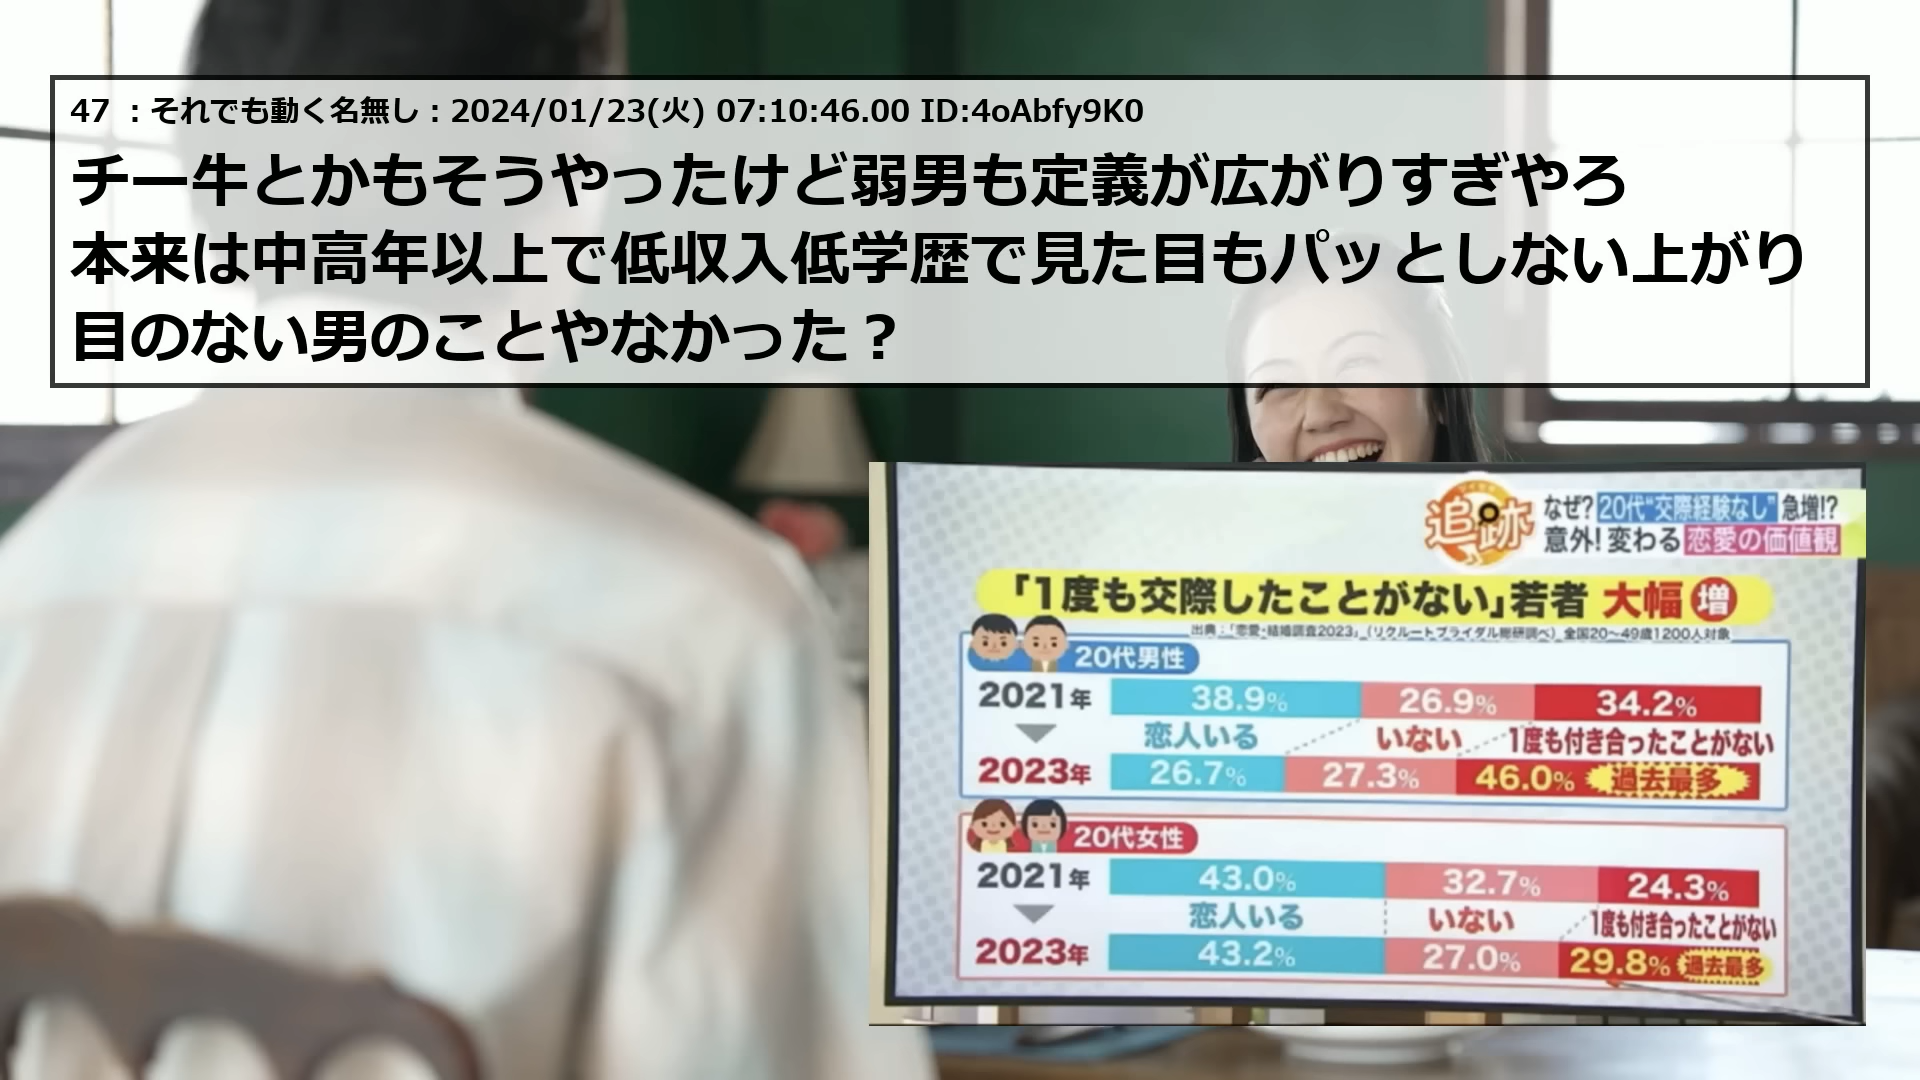 47 ：それでも動く名無し：2024/01/23(火) 07:10:46.00 ID:4oAbfy9K0
チー牛とかもそうやったけど弱男も定義が広がりすぎやろ
本来は中高年以上で低収入低学歴で見た目もパッとしない上がり
目のない男のことやなかった？
追跡
なぜ?20代“交際経験なし”急増!?
意外!変わる恋愛の価値観
「1度も交際したことがない」若者 大幅増
出典：「恋愛・結婚調査2023」(リクルートブライダル総研調べ) 全国20～49歳1200人対象
20代男性
2021年 38.9% 26.9% 34.2%
恋人いる いない 1度も付き合ったことがない
2023年 26.7% 27.3% 46.0% 過去最多
20代女性
2021年 43.0% 32.7% 24.3%
恋人いる いない 1度も付き合ったことがない
2023年 43.2% 27.0% 29.8% 過去最多